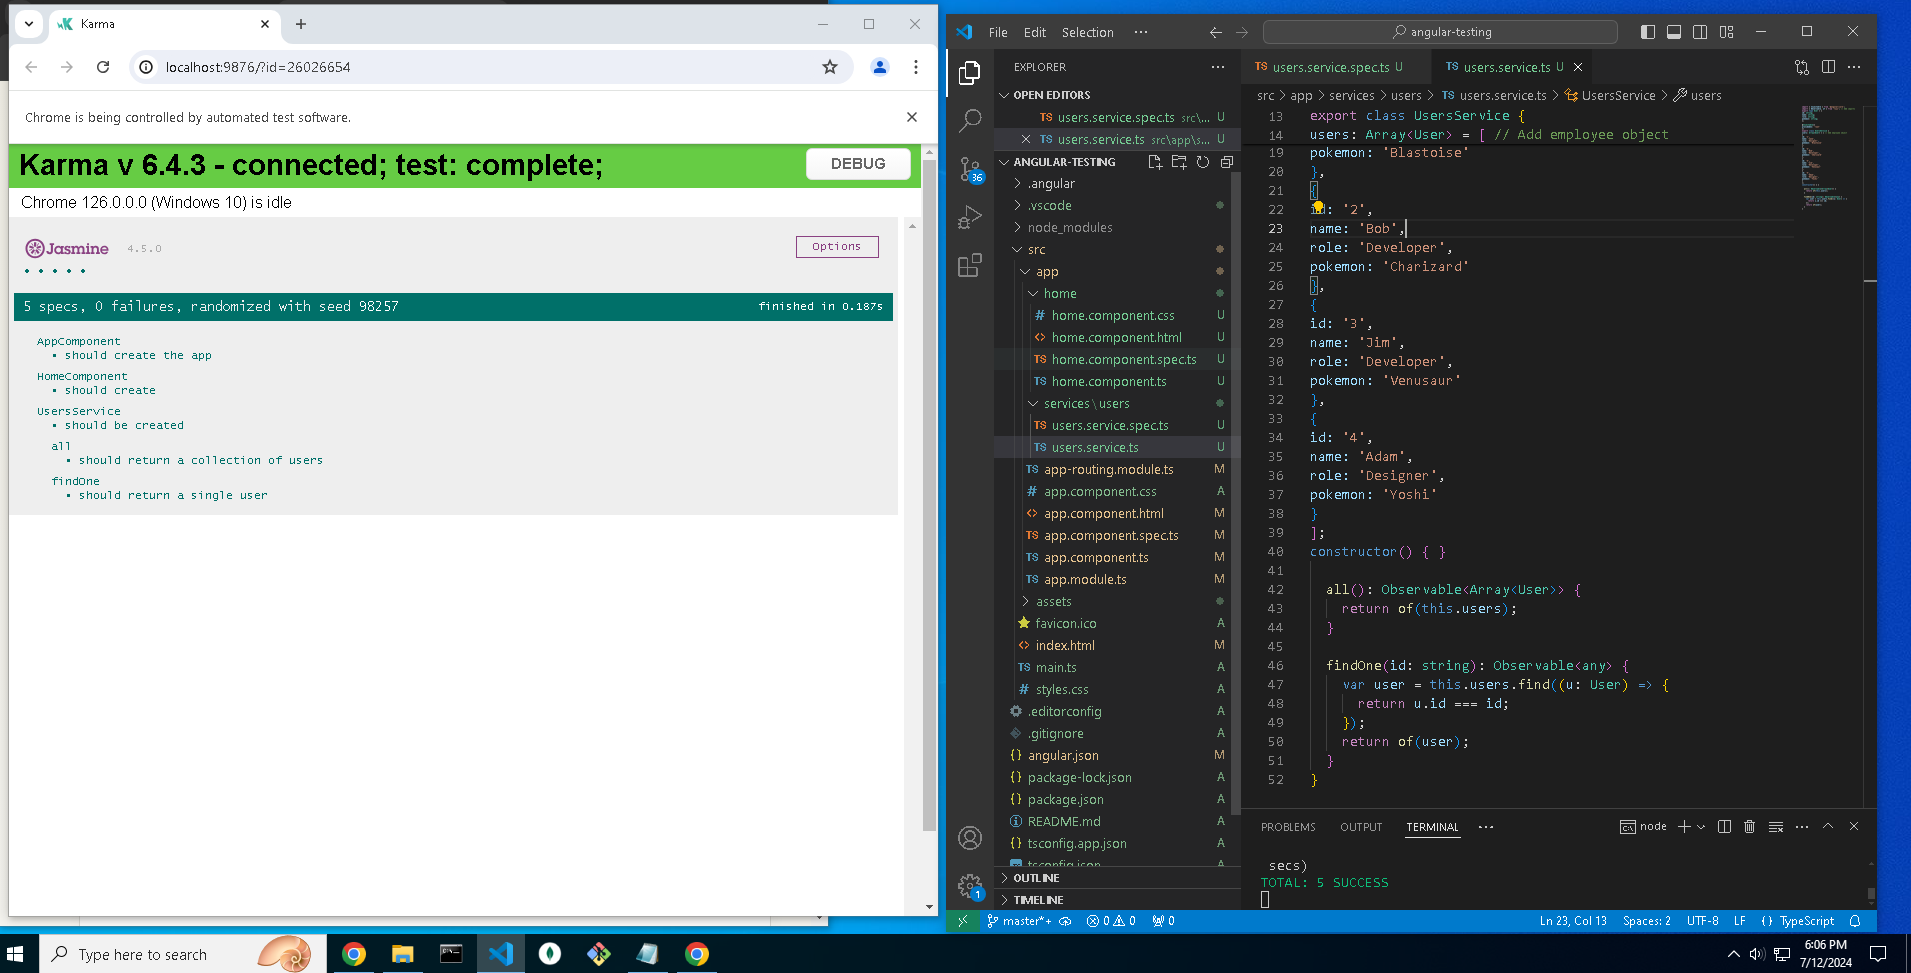 Karma
localhost:9876/?id=26026654
Chrome is being controlled by automated test software.
Karma v 6.4.3 - connected; test: complete;
DEBUG
Chrome 126.0.0.0 (Windows 10) is idle
Jasmine 4.5.0
Options
5 specs, 0 failures, randomized with seed 98257
finished in 0.187s
AppComponent
• should create the app
HomeComponent
• should create
UsersService
• should be created
all
• should return a collection of users
findOne
• should return a single user
File Edit Selection ···
angular-testing
EXPLORER
OPEN EDITORS
TS users.service.spec.ts src\... U
TS users.service.ts src\app\s... U
ANGULAR-TESTING
36
.angular
.vscode
node_modules
src
app
home
# home.component.css U
<> home.component.html U
TS home.component.spec.ts U
TS home.component.ts U
services\users
TS users.service.spec.ts U
TS users.service.ts U
TS app-routing.module.ts M
# app.component.css A
<> app.component.html M
TS app.component.spec.ts M
TS app.component.ts M
TS app.module.ts M
assets
favicon.ico A
<> index.html M
TS main.ts A
# styles.css A
.editorconfig A
.gitignore A
{} angular.json M
{} package-lock.json A
{} package.json A
README.md A
tsconfig.app.json A
tsconfig.json A
OUTLINE
TIMELINE
1
TS users.service.spec.ts U
TS users.service.ts U
src > app > services > users > TS users.service.ts > UsersService > users
13 export class UsersService {
14 users: Array<User> = [ // Add employee object
19 pokemon: 'Blastoise'
20 },
21 {
22 id: '2',
23 name: 'Bob',
24 role: 'Developer',
25 pokemon: 'Charizard'
26 },
27 {
28 id: '3',
29 name: 'Jim',
30 role: 'Developer',
31 pokemon: 'Venusaur'
32 },
33 {
34 id: '4',
35 name: 'Adam',
36 role: 'Designer',
37 pokemon: 'Yoshi'
38 }
39 ];
40 constructor() { }
41
42 all(): Observable<Array<User>> {
43 return of(this.users);
44 }
45
46 findOne(id: string): Observable<any> {
47 var user = this.users.find((u: User) => {
48 return u.id === id;
49 });
50 return of(user);
51 }
52 }
PROBLEMS OUTPUT TERMINAL ···
node
secs)
TOTAL: 5 SUCCESS
master*+ 0 0 0
Ln 23, Col 13 Spaces: 2 UTF-8 LF {} TypeScript
Type here to search
6:06 PM
7/12/2024